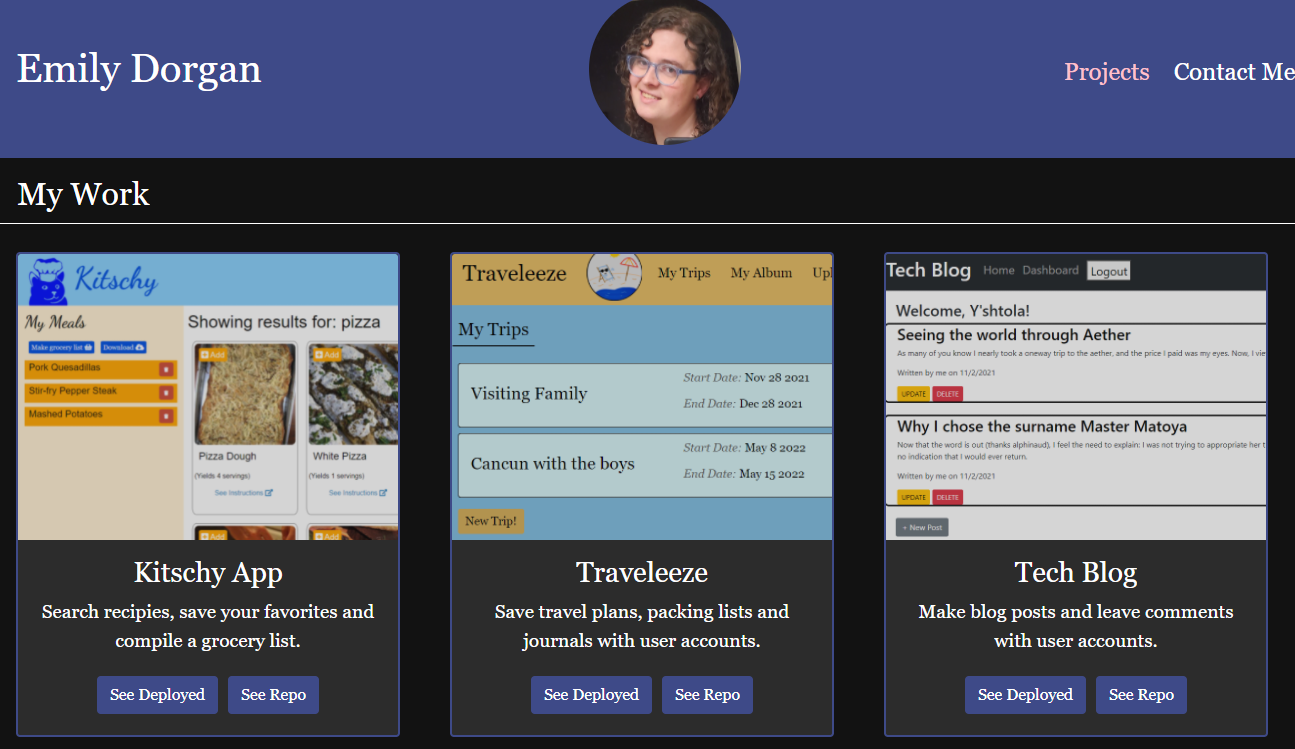 Emily Dorgan
Projects
Contact Me
My Work
Kitschy
My Meals
Make grocery list
Download
Pork Quesadillas
Stir-fry Pepper Steak
Mashed Potatoes
Showing results for: pizza
Add
Add
Pizza Dough
White Pizza
(Yields 4 servings)
(Yields 1 servings)
See Instructions
See Instructions
Add
Add
Traveleeze
My Trips
My Album
Upl
My Trips
Visiting Family
Start Date: Nov 28 2021
End Date: Dec 28 2021
Cancun with the boys
Start Date: May 8 2022
End Date: May 15 2022
New Trip!
Tech Blog
Home
Dashboard
Logout
Welcome, Y'shtola!
Seeing the world through Aether
As many of you know I nearly took a oneway trip to the aether, and the price I paid was my eyes. Now, I vie
Written by me on 11/2/2021
UPDATE
DELETE
Why I chose the surname Master Matoya
Now that the word is out (thanks alphinaud), I feel the need to explain: I was not trying to appropriate her t
no indication that I would ever return.
Written by me on 11/2/2021
UPDATE
DELETE
+ New Post
Kitschy App
Search recipies, save your favorites and
compile a grocery list.
See Deployed
See Repo
Traveleeze
Save travel plans, packing lists and
journals with user accounts.
See Deployed
See Repo
Tech Blog
Make blog posts and leave comments
with user accounts.
See Deployed
See Repo